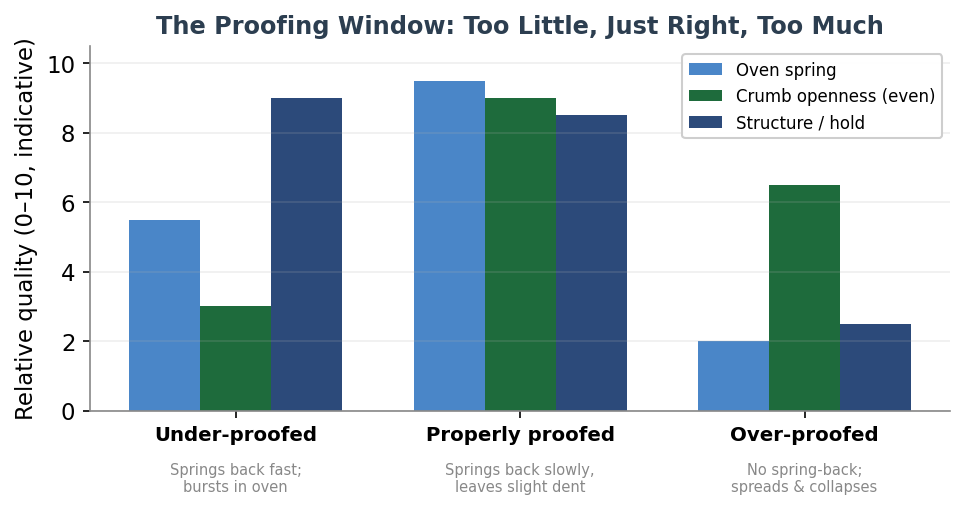 The Proofing Window: Too Little, Just Right, Too Much
Relative quality (0–10, indicative)
10
8
6
4
2
0
Oven spring
Crumb openness (even)
Structure / hold
Under-proofed
Properly proofed
Over-proofed
Springs back fast;
bursts in oven
Springs back slowly,
leaves slight dent
No spring-back;
spreads & collapses